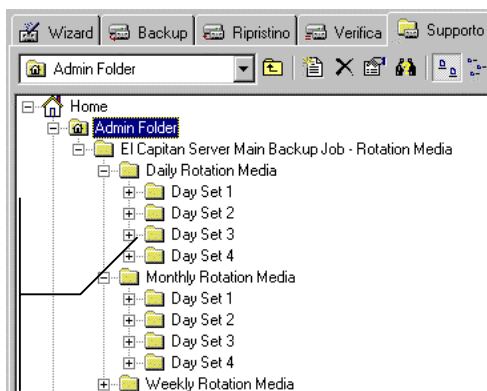 Wizard Backup Ripristino Verifica Supporto
Admin Folder
Home
Admin Folder
El Capitan Server Main Backup Job - Rotation Media
Daily Rotation Media
Day Set 1
Day Set 2
Day Set 3
Day Set 4
Monthly Rotation Media
Day Set 1
Day Set 2
Day Set 3
Day Set 4
Weekly Rotation Media